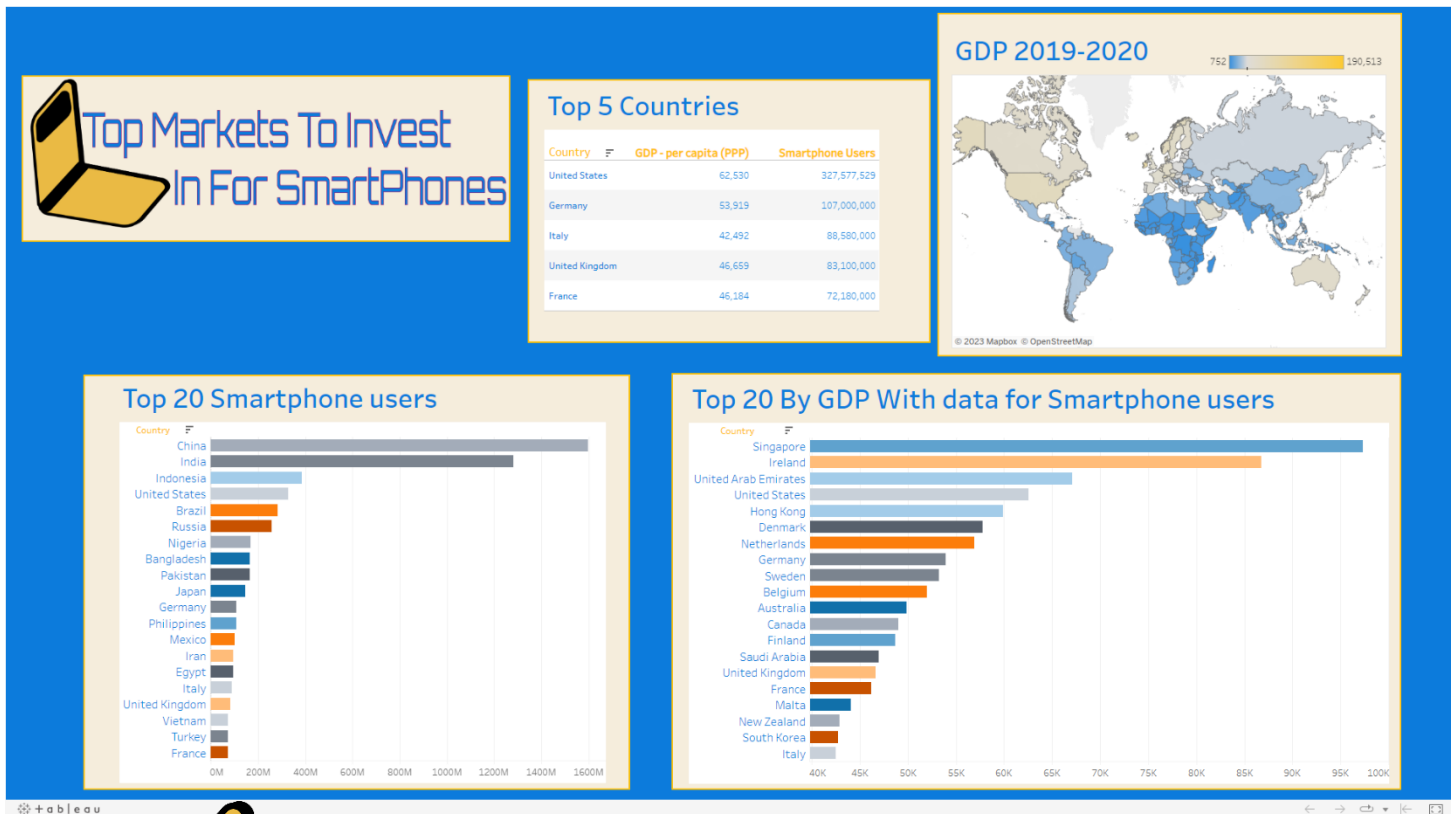 Top Markets To Invest
In For SmartPhones
Top 5 Countries
Country GDP - per capita (PPP) Smartphone Users
United States 62,530 327,577,529
Germany 53,919 107,000,000
Italy 42,492 88,580,000
United Kingdom 46,659 83,100,000
France 46,184 72,180,000
GDP 2019-2020
752 190,513
© 2023 Mapbox © OpenStreetMap
Top 20 Smartphone users
Country
China
India
Indonesia
United States
Brazil
Russia
Nigeria
Bangladesh
Pakistan
Japan
Germany
Philippines
Mexico
Iran
Egypt
Italy
United Kingdom
Vietnam
Turkey
France
0M 200M 400M 600M 800M 1000M 1200M 1400M 1600M
Top 20 By GDP With data for Smartphone users
Country
Singapore
Ireland
United Arab Emirates
United States
Hong Kong
Denmark
Netherlands
Germany
Sweden
Belgium
Australia
Canada
Finland
Saudi Arabia
United Kingdom
France
Malta
New Zealand
South Korea
Italy
40K 45K 50K 55K 60K 65K 70K 75K 80K 85K 90K 95K 100K
+ a b l e a u